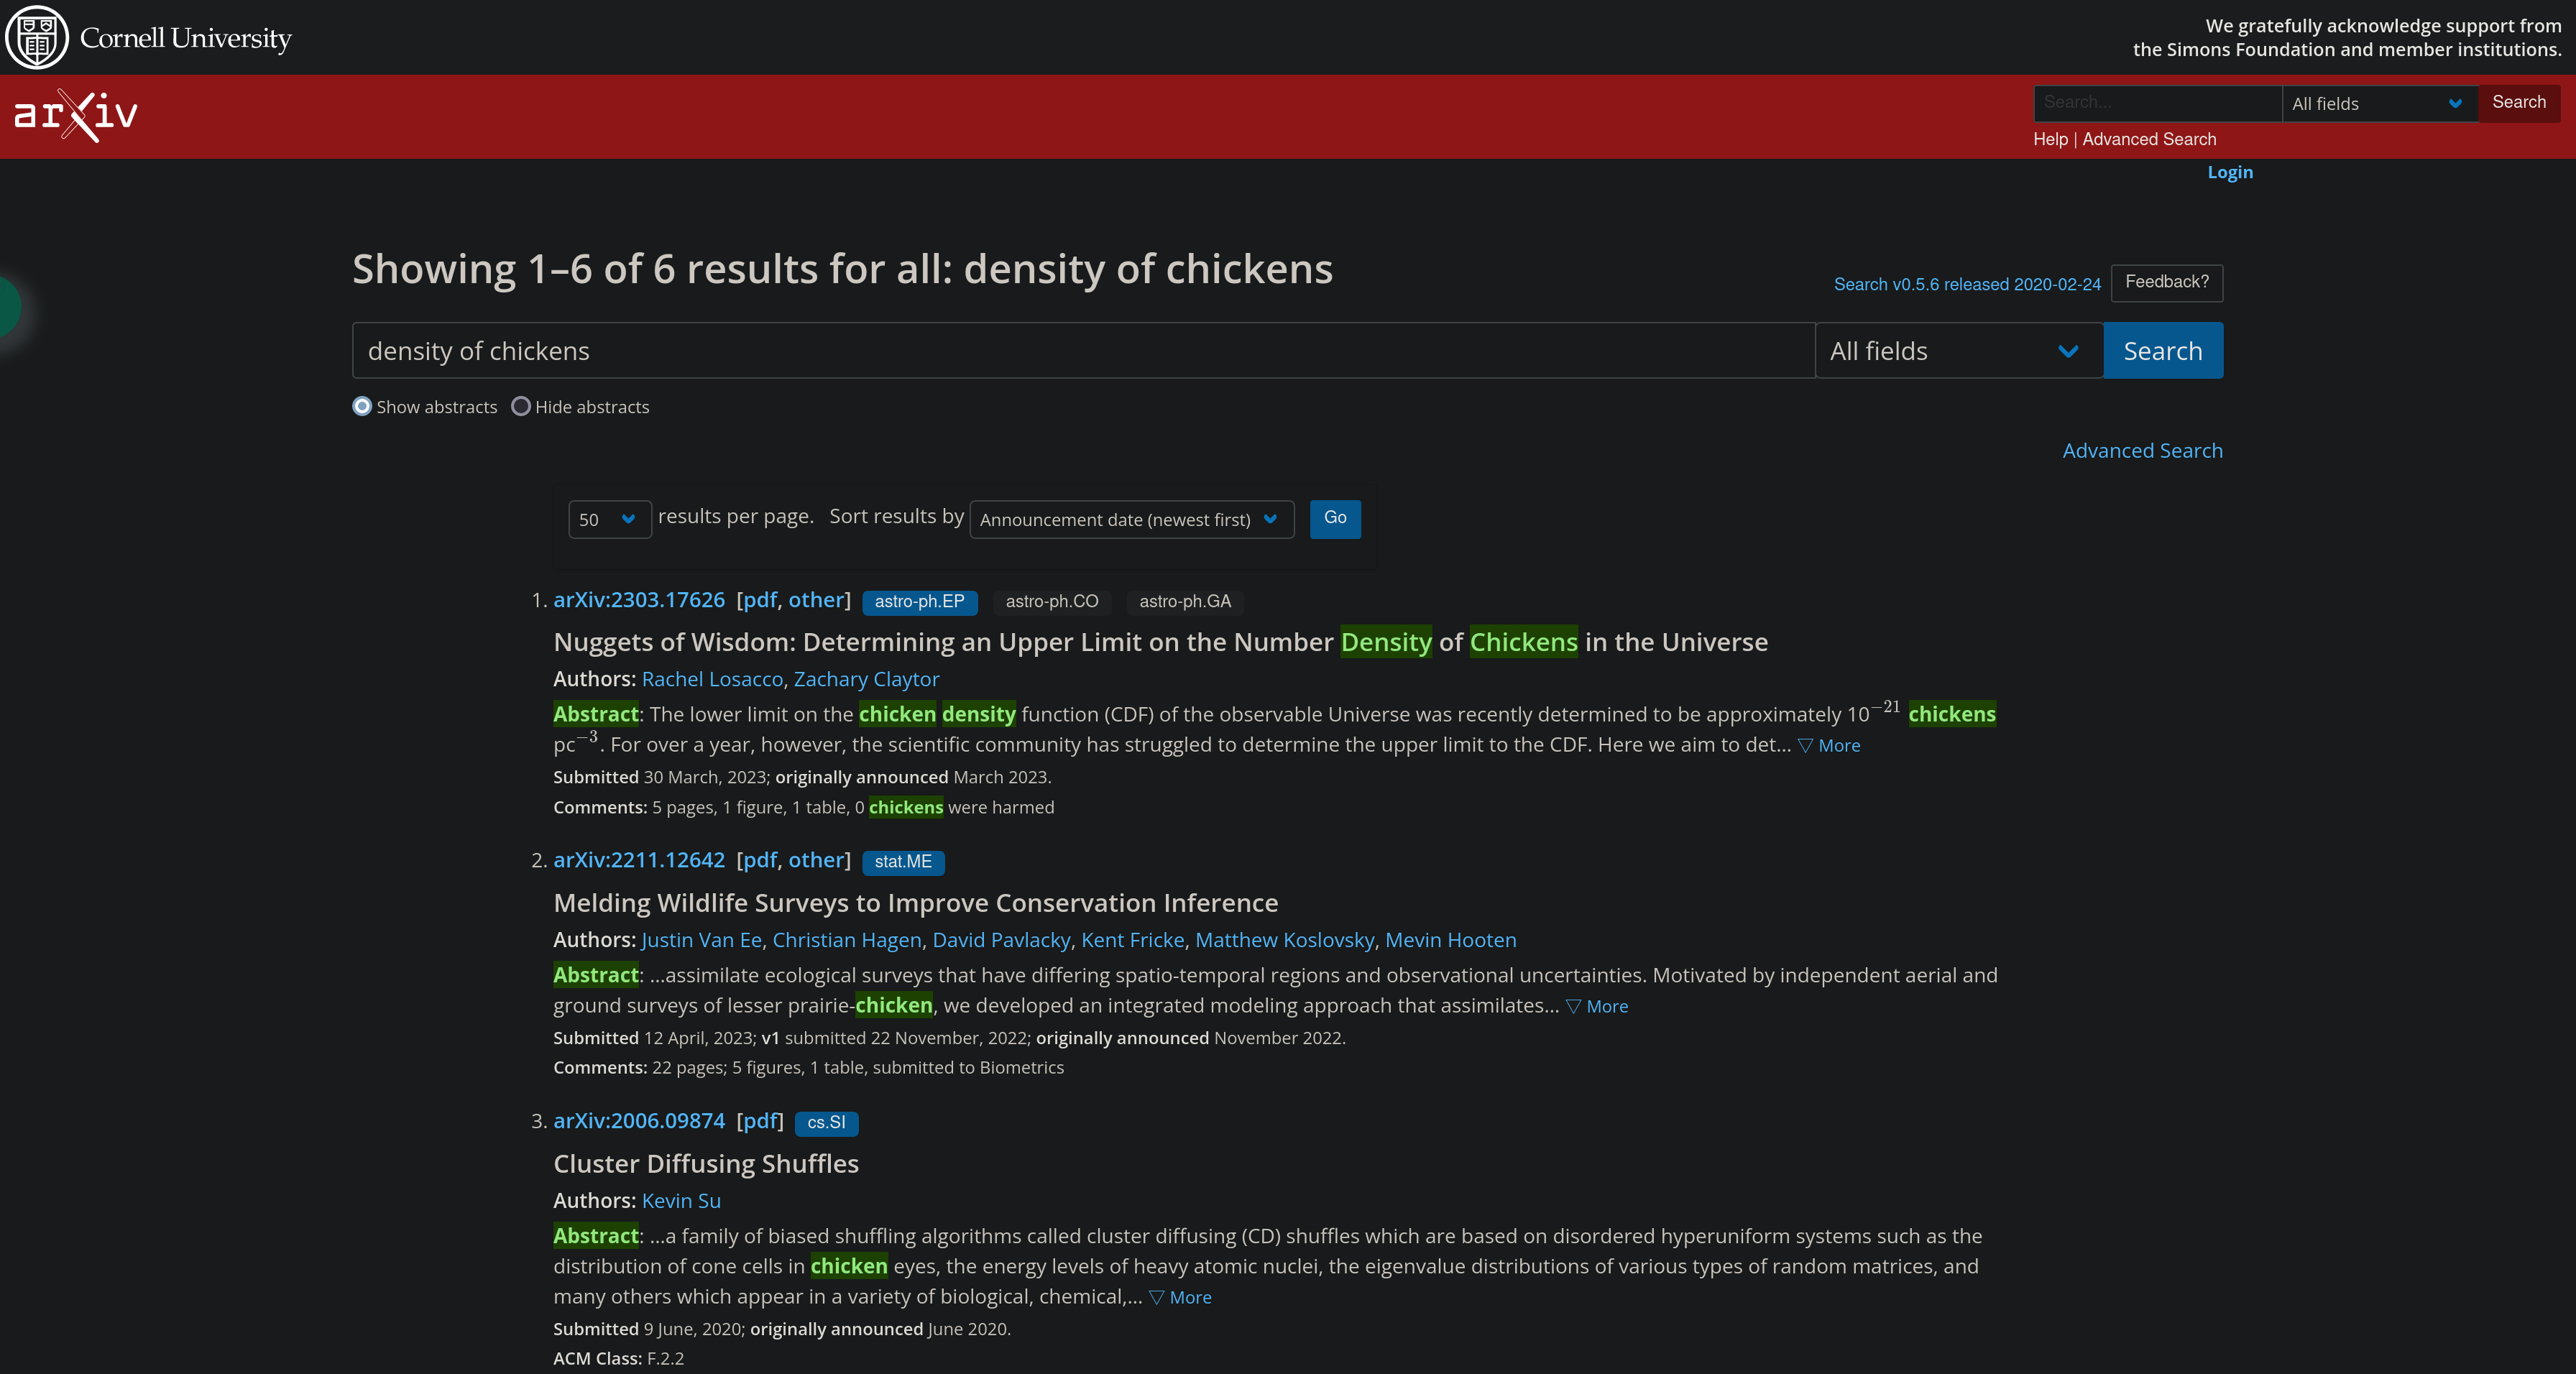 Cornell University
We gratefully acknowledge support from
the Simons Foundation and member institutions.
arXiv
Search...
All fields
Search
Help | Advanced Search
Login
Showing 1–6 of 6 results for all: density of chickens
Search v0.5.6 released 2020-02-24
Feedback?
density of chickens
All fields
Search
Show abstracts
Hide abstracts
Advanced Search
50 results per page. Sort results by Announcement date (newest first) Go
1. arXiv:2303.17626 [pdf, other] astro-ph.EP astro-ph.CO astro-ph.GA
Nuggets of Wisdom: Determining an Upper Limit on the Number Density of Chickens in the Universe
Authors: Rachel Losacco, Zachary Claytor
Abstract: The lower limit on the chicken density function (CDF) of the observable Universe was recently determined to be approximately 10⁻²¹ chickens
pc⁻³. For over a year, however, the scientific community has struggled to determine the upper limit to the CDF. Here we aim to det... ▽ More
Submitted 30 March, 2023; originally announced March 2023.
Comments: 5 pages, 1 figure, 1 table, 0 chickens were harmed
2. arXiv:2211.12642 [pdf, other] stat.ME
Melding Wildlife Surveys to Improve Conservation Inference
Authors: Justin Van Ee, Christian Hagen, David Pavlacky, Kent Fricke, Matthew Koslovsky, Mevin Hooten
Abstract: ...assimilate ecological surveys that have differing spatio-temporal regions and observational uncertainties. Motivated by independent aerial and
ground surveys of lesser prairie-chicken, we developed an integrated modeling approach that assimilates... ▽ More
Submitted 12 April, 2023; v1 submitted 22 November, 2022; originally announced November 2022.
Comments: 22 pages; 5 figures, 1 table, submitted to Biometrics
3. arXiv:2006.09874 [pdf] cs.SI
Cluster Diffusing Shuffles
Authors: Kevin Su
Abstract: ...a family of biased shuffling algorithms called cluster diffusing (CD) shuffles which are based on disordered hyperuniform systems such as the
distribution of cone cells in chicken eyes, the energy levels of heavy atomic nuclei, the eigenvalue distributions of various types of random matrices, and
many others which appear in a variety of biological, chemical,... ▽ More
Submitted 9 June, 2020; originally announced June 2020.
ACM Class: F.2.2